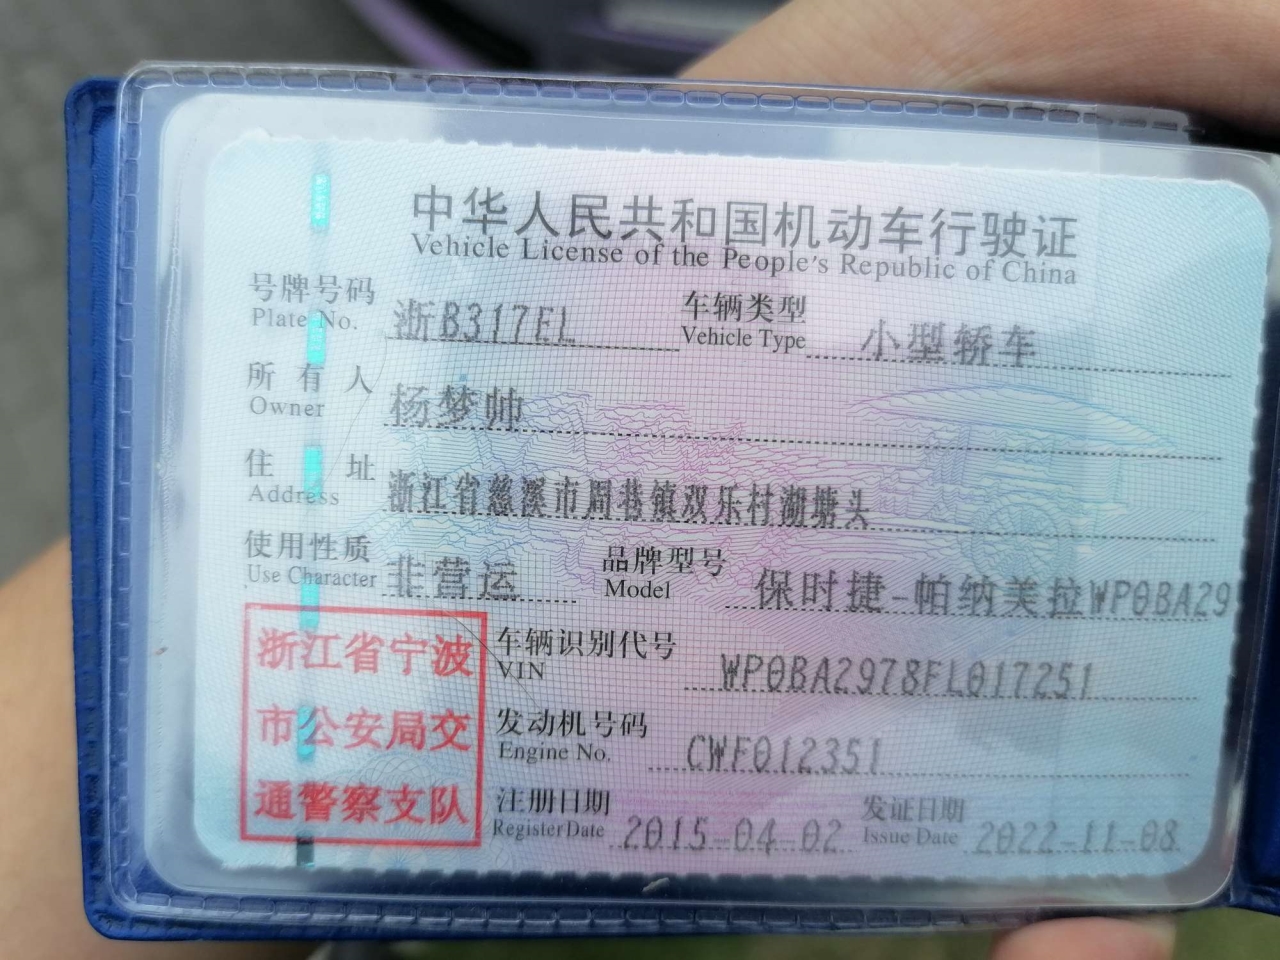 中华人民共和国机动车行驶证
Vehicle License of the People's Republic of China
号牌号码 浙B317EL 车辆类型 小型轿车
Plate No. Vehicle Type
所有人 杨梦帅
Owner
住址 浙江省慈溪市周巷镇双乐村湖塘头
Address
使用性质 非营运 品牌型号 保时捷-帕纳美拉WP0BA29
Use Character Model
浙江省宁波
市公安局交
通警察支队
车辆识别代号 WP0BA2978FL017251
VIN
发动机号码 CWF012351
Engine No.
注册日期 2015-04-02 发证日期 2022-11-08
Register Date Issue Date